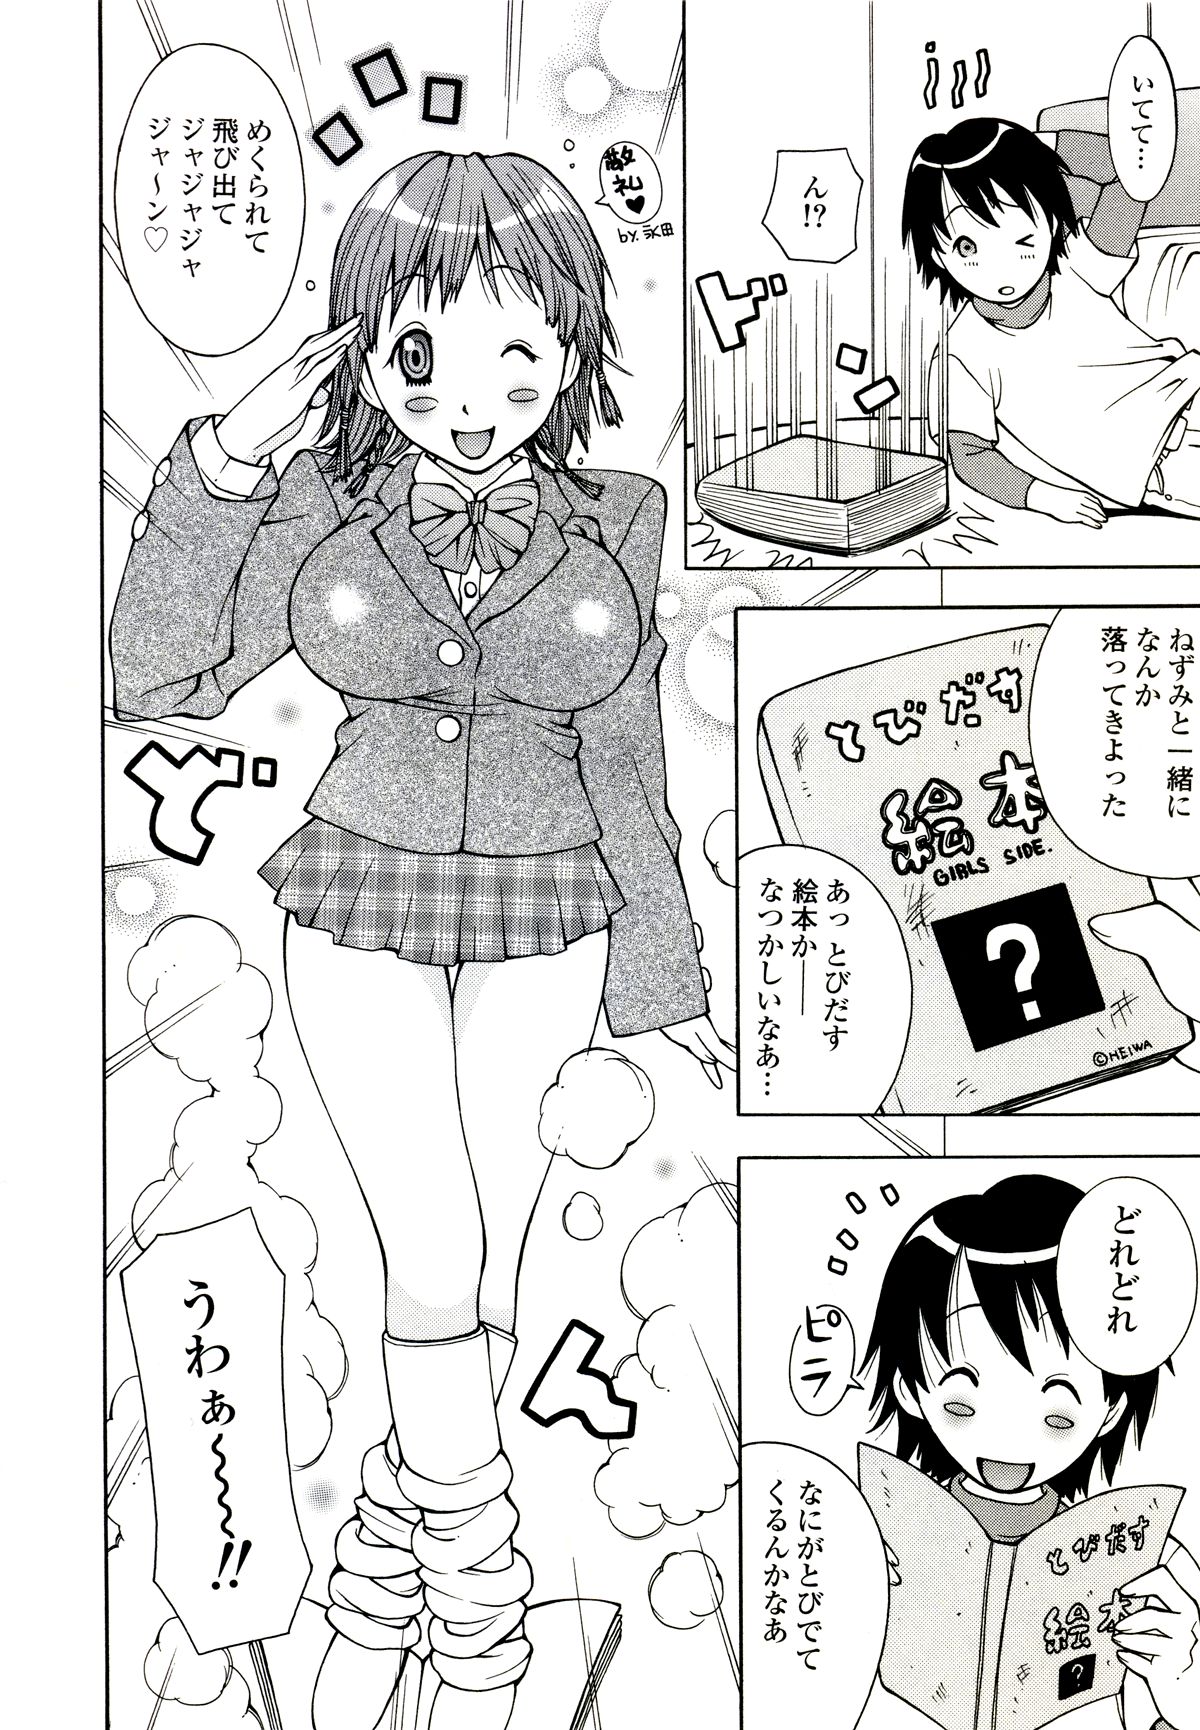 いてて…
ん!?
ドッ
ねずみと一緒に
なんか
落ってきよった
とびだす
絵本
GIRLS SIDE.
?
©HEIWA
あっ とびだす
絵本かー
なつかしいなあ…
どれどれ
ピラ
とびだす
絵本
?
なにがとびでて
くるんかなあ
めくられて
飛び出て
ジャジャジャ
ジャ〜ン♡
敬礼♥
by.永田
ど
ん
うわぁ〜〜〜!!